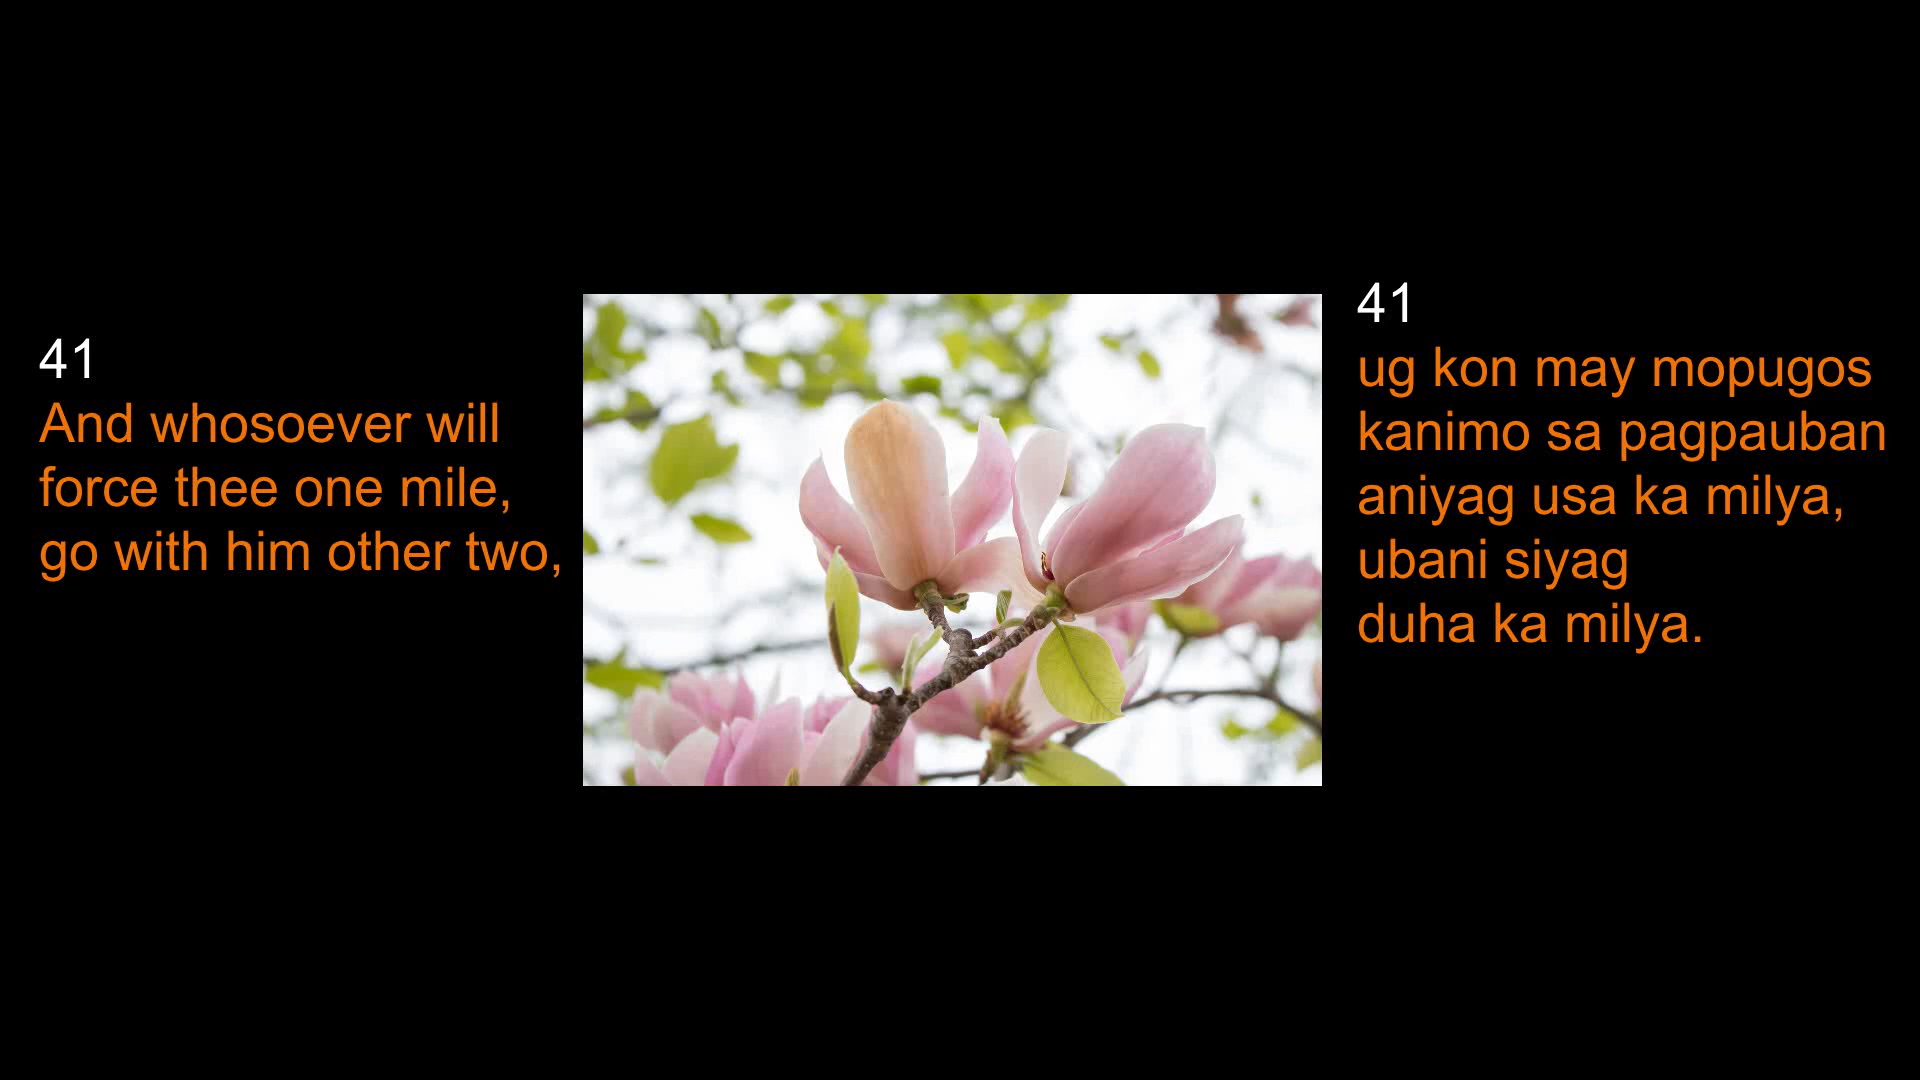 41
And whosoever will
force thee one mile,
go with him other two,
41
ug kon may mopugos
kanimo sa pagpauban
aniyag usa ka milya,
ubani siyag
duha ka milya.